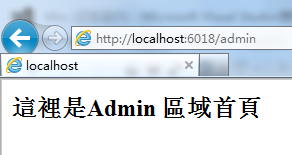 http://localhost:6018/admin
localhost
這裡是Admin 區域首頁